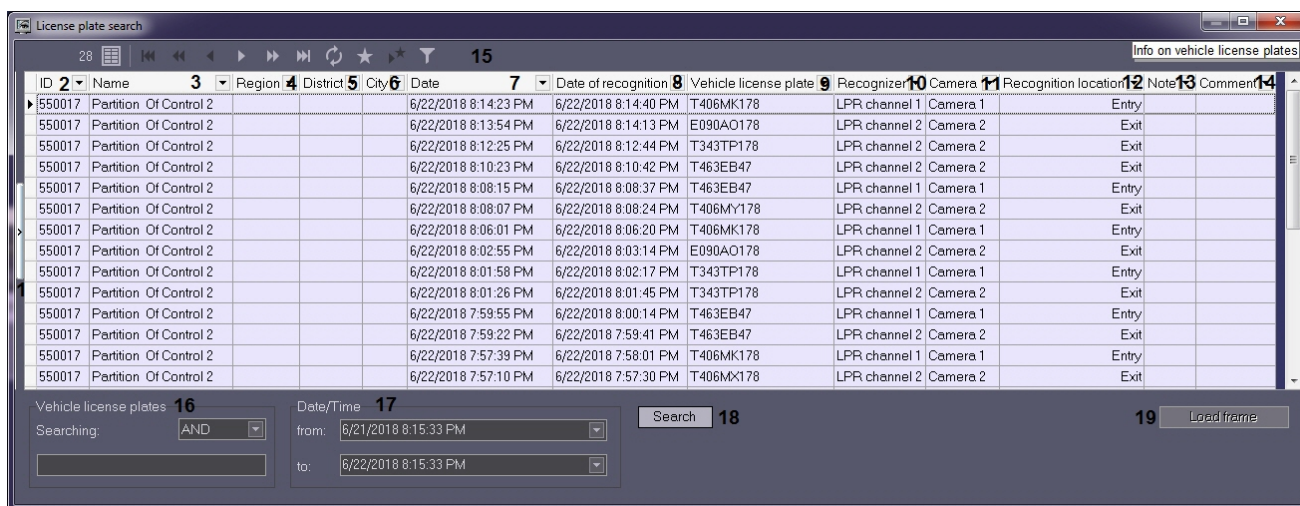 License plate search
28 15
Info on vehicle license plates
ID 2 Name 3 Region 4 District 5 City 6 Date 7 Date of recognition 8 Vehicle license plate 9 Recognizer 10 Camera 11 Recognition location 12 Note 13 Comment 14
550017 Partition Of Control 2 6/22/2018 8:14:23 PM 6/22/2018 8:14:40 PM T406MK178 LPR channel 1 Camera 1 Entry
550017 Partition Of Control 2 6/22/2018 8:13:54 PM 6/22/2018 8:14:13 PM E090AO178 LPR channel 2 Camera 2 Exit
550017 Partition Of Control 2 6/22/2018 8:12:25 PM 6/22/2018 8:12:44 PM T343TP178 LPR channel 2 Camera 2 Exit
550017 Partition Of Control 2 6/22/2018 8:10:23 PM 6/22/2018 8:10:42 PM T463EB47 LPR channel 2 Camera 2 Exit
550017 Partition Of Control 2 6/22/2018 8:08:15 PM 6/22/2018 8:08:37 PM T463EB47 LPR channel 1 Camera 1 Entry
550017 Partition Of Control 2 6/22/2018 8:08:07 PM 6/22/2018 8:08:24 PM T406MY178 LPR channel 2 Camera 2 Exit
550017 Partition Of Control 2 6/22/2018 8:06:01 PM 6/22/2018 8:06:20 PM T406MK178 LPR channel 1 Camera 1 Entry
550017 Partition Of Control 2 6/22/2018 8:02:55 PM 6/22/2018 8:03:14 PM E090AO178 LPR channel 2 Camera 2 Exit
550017 Partition Of Control 2 6/22/2018 8:01:58 PM 6/22/2018 8:02:17 PM T343TP178 LPR channel 1 Camera 1 Entry
1 550017 Partition Of Control 2 6/22/2018 8:01:26 PM 6/22/2018 8:01:45 PM T343TP178 LPR channel 2 Camera 2 Exit
550017 Partition Of Control 2 6/22/2018 7:59:55 PM 6/22/2018 8:00:14 PM T463EB47 LPR channel 1 Camera 1 Entry
550017 Partition Of Control 2 6/22/2018 7:59:22 PM 6/22/2018 7:59:41 PM T463EB47 LPR channel 2 Camera 2 Exit
550017 Partition Of Control 2 6/22/2018 7:57:39 PM 6/22/2018 7:58:01 PM T406MK178 LPR channel 1 Camera 1 Entry
550017 Partition Of Control 2 6/22/2018 7:57:10 PM 6/22/2018 7:57:30 PM T406MX178 LPR channel 2 Camera 2 Exit
Vehicle license plates 16 Date/Time 17
Searching: AND from: 6/21/2018 8:15:33 PM Search 18 19 Load frame
to: 6/22/2018 8:15:33 PM